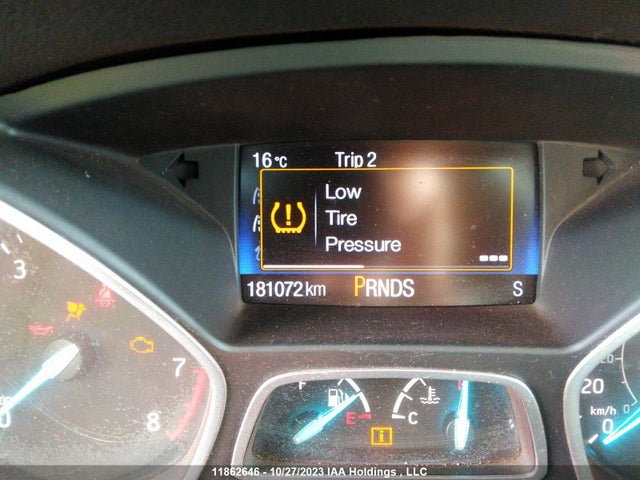 16°C Trip 2
Low
Tire
Pressure
181072 km PRNDS S
3
7
8
0
F
E
C
20
km/h
0
11862646 - 10/27/2023 IAA Holdings , LLC